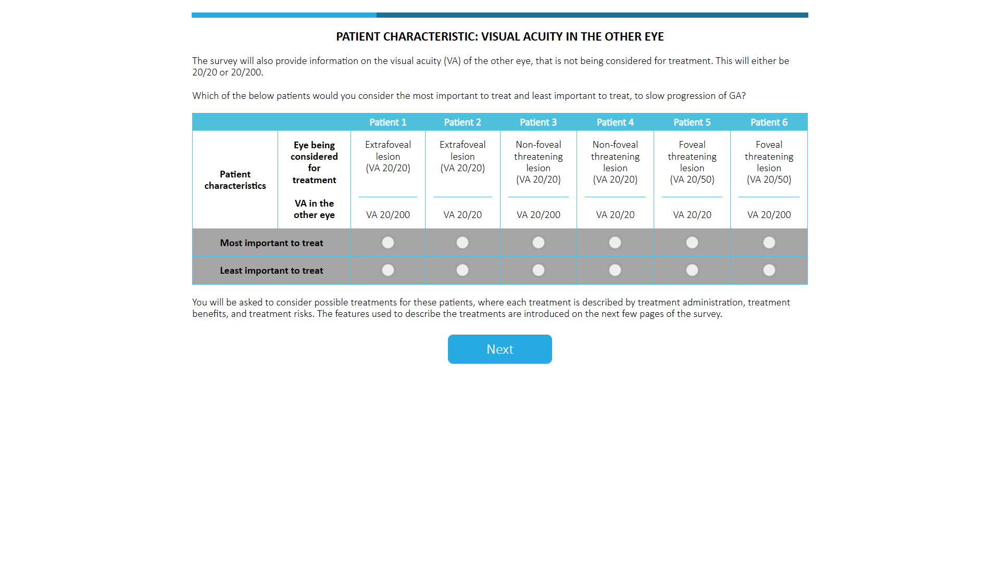 PATIENT CHARACTERISTIC: VISUAL ACUITY IN THE OTHER EYE
The survey will also provide information on the visual acuity (VA) of the other eye, that is not being considered for treatment. This will either be
20/20 or 20/200.
Which of the below patients would you consider the most important to treat and least important to treat, to slow progression of GA?
Patient 1 Patient 2 Patient 3 Patient 4 Patient 5 Patient 6
Patient
characteristics
Eye being
considered
for
treatment
Extrafoveal
lesion
(VA 20/20)
Extrafoveal
lesion
(VA 20/20)
Non-foveal
threatening
lesion
(VA 20/20)
Non-foveal
threatening
lesion
(VA 20/20)
Foveal
threatening
lesion
(VA 20/50)
Foveal
threatening
lesion
(VA 20/50)
VA in the
other eye
VA 20/200 VA 20/20 VA 20/200 VA 20/20 VA 20/20 VA 20/200
Most important to treat
Least important to treat
You will be asked to consider possible treatments for these patients, where each treatment is described by treatment administration, treatment
benefits, and treatment risks. The features used to describe the treatments are introduced on the next few pages of the survey.
Next